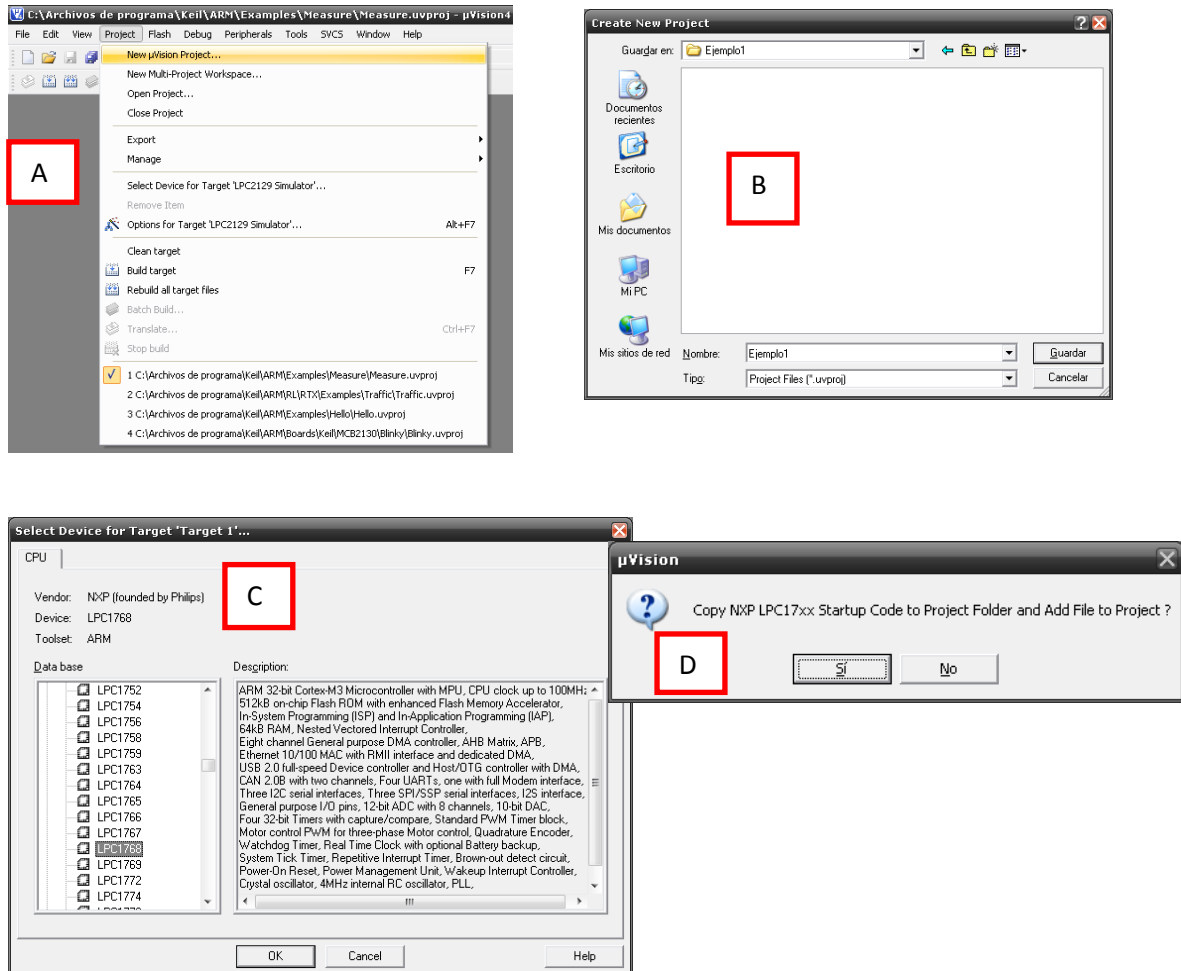 C:\Archivos de programa\Keil\ARM\Examples\Measure\Measure.uvproj - µVision4
File Edit View Project Flash Debug Peripherals Tools SVCS Window Help
New µVision Project...
New Multi-Project Workspace...
Open Project...
Close Project
Export
Manage
Select Device for Target 'LPC2129 Simulator'...
Remove Item
Options for Target 'LPC2129 Simulator'... Alt+F7
Clean target
Build target F7
Rebuild all target files
Batch Build...
Translate... Ctrl+F7
Stop build
1 C:\Archivos de programa\Keil\ARM\Examples\Measure\Measure.uvproj
2 C:\Archivos de programa\Keil\ARM\RL\RTX\Examples\Traffic\Traffic.uvproj
3 C:\Archivos de programa\Keil\ARM\Examples\Hello\Hello.uvproj
4 C:\Archivos de programa\Keil\ARM\Boards\Keil\MCB2130\Blinky\Blinky.uvproj
A
Create New Project
Guardar en: Ejemplo1
Documentos
recientes
Escritorio
Mis documentos
Mi PC
Mis sitios de red
B
Nombre: Ejemplo1 Guardar
Tipo: Project Files (*.uvproj) Cancelar
Select Device for Target 'Target 1'...
CPU
C
Vendor: NXP (founded by Philips)
Device: LPC1768
Toolset: ARM
Data base
LPC1752
LPC1754
LPC1756
LPC1758
LPC1759
LPC1763
LPC1764
LPC1765
LPC1766
LPC1767
LPC1768
LPC1769
LPC1772
LPC1774
Description:
ARM 32-bit Cortex-M3 Microcontroller with MPU, CPU clock up to 100MHz
512kB on-chip Flash ROM with enhanced Flash Memory Accelerator,
In-System Programming (ISP) and In-Application Programming (IAP),
64kB RAM, Nested Vectored Interrupt Controller,
Eight channel General purpose DMA controller, AHB Matrix, APB,
Ethernet 10/100 MAC with RMII interface and dedicated DMA,
USB 2.0 full-speed Device controller and Host/OTG controller with DMA,
CAN 2.0B with two channels, Four UARTs, one with full Modem interface,
Three I2C serial interfaces, Three SPI/SSP serial interfaces, I2S interface,
General purpose I/O pins, 12-bit ADC with 8 channels, 10-bit DAC,
Four 32-bit Timers with capture/compare, Standard PWM Timer block,
Motor control PWM for three-phase Motor control, Quadrature Encoder,
Watchdog Timer, Real Time Clock with optional Battery backup,
System Tick Timer, Repetitive Interrupt Timer, Brown-out detect circuit,
Power-On Reset, Power Management Unit, Wakeup Interrupt Controller,
Crystal oscillator, 4MHz internal RC oscillator, PLL,
OK Cancel Help
µVision
Copy NXP LPC17xx Startup Code to Project Folder and Add File to Project ?
D
Sí No